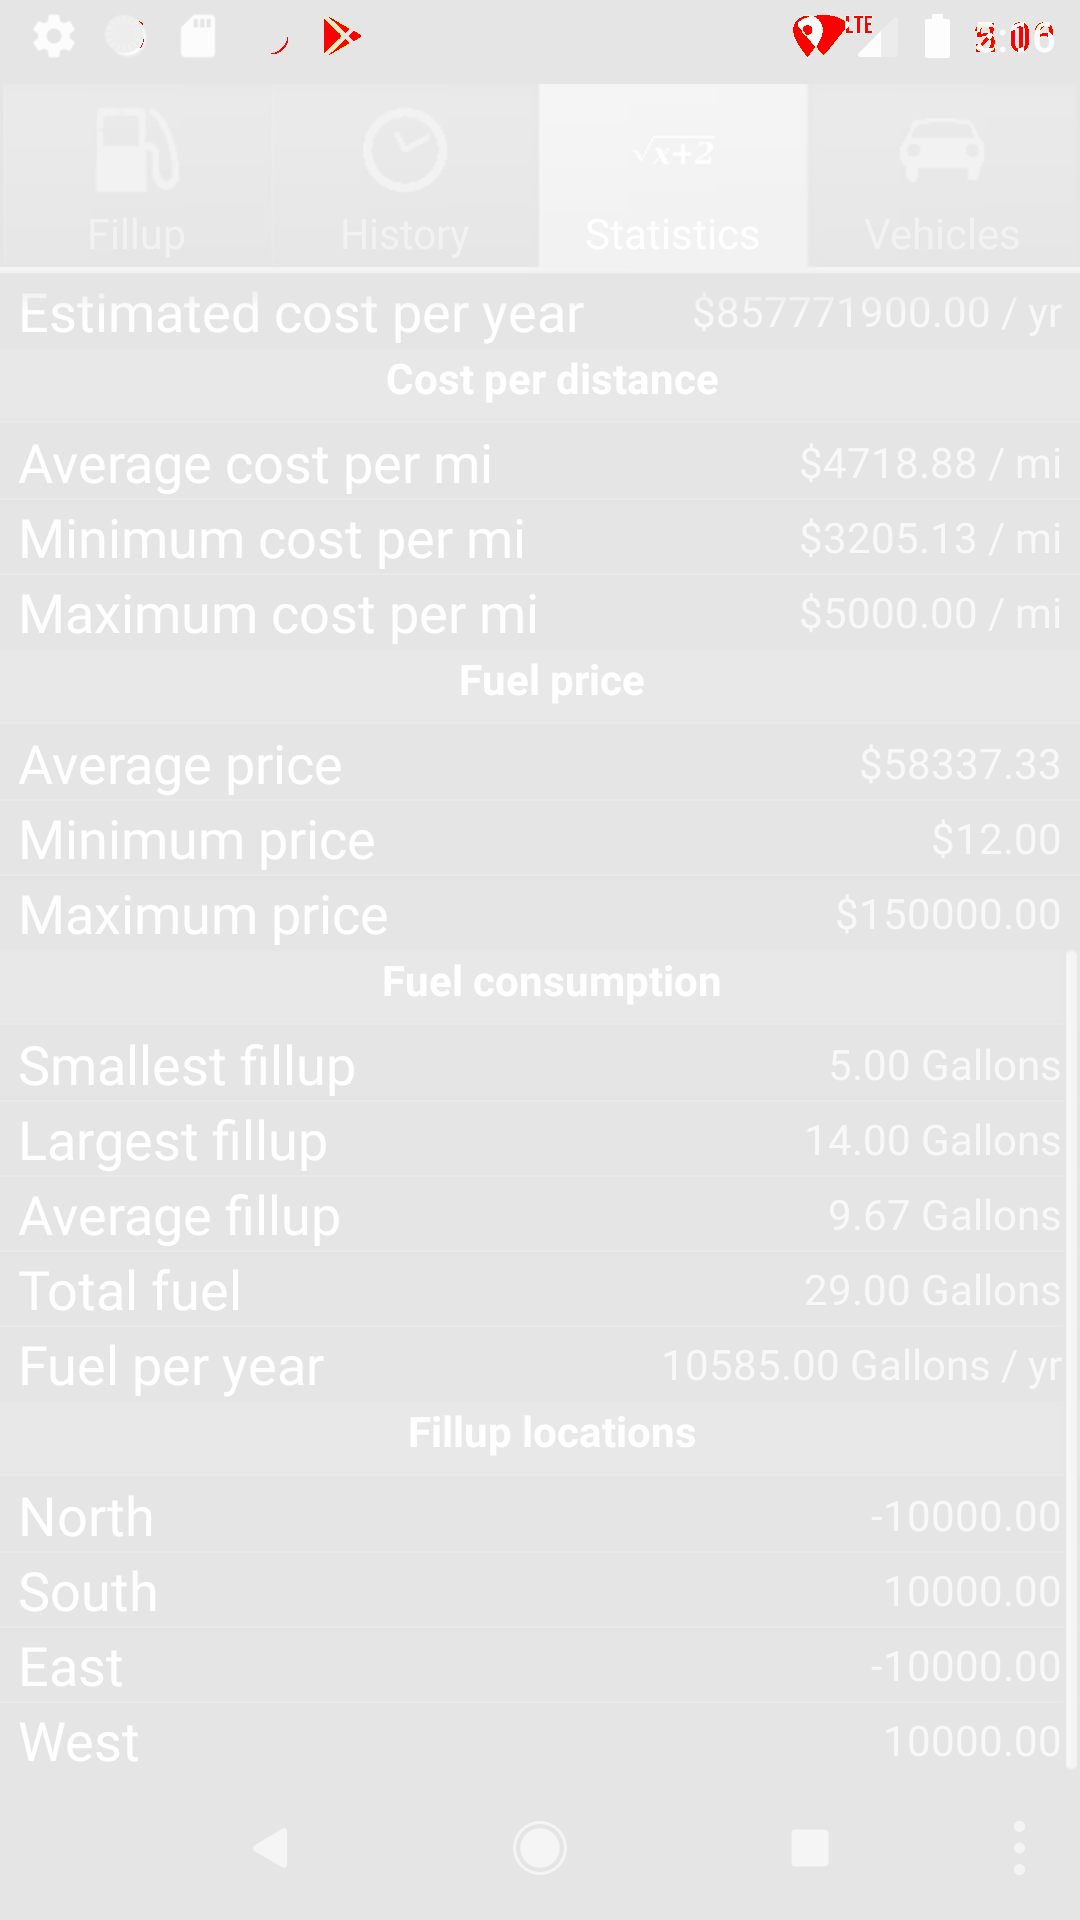 LTE
Fillup History √x+2 Statistics Vehicles
Estimated cost per year $857771900.00 / yr
Cost per distance
Average cost per mi $4718.88 / mi
Minimum cost per mi $3205.13 / mi
Maximum cost per mi $5000.00 / mi
Fuel price
Average price $58337.33
Minimum price $12.00
Maximum price $150000.00
Fuel consumption
Smallest fillup 5.00 Gallons
Largest fillup 14.00 Gallons
Average fillup 9.67 Gallons
Total fuel 29.00 Gallons
Fuel per year 10585.00 Gallons / yr
Fillup locations
North -10000.00
South 10000.00
East -10000.00
West 10000.00